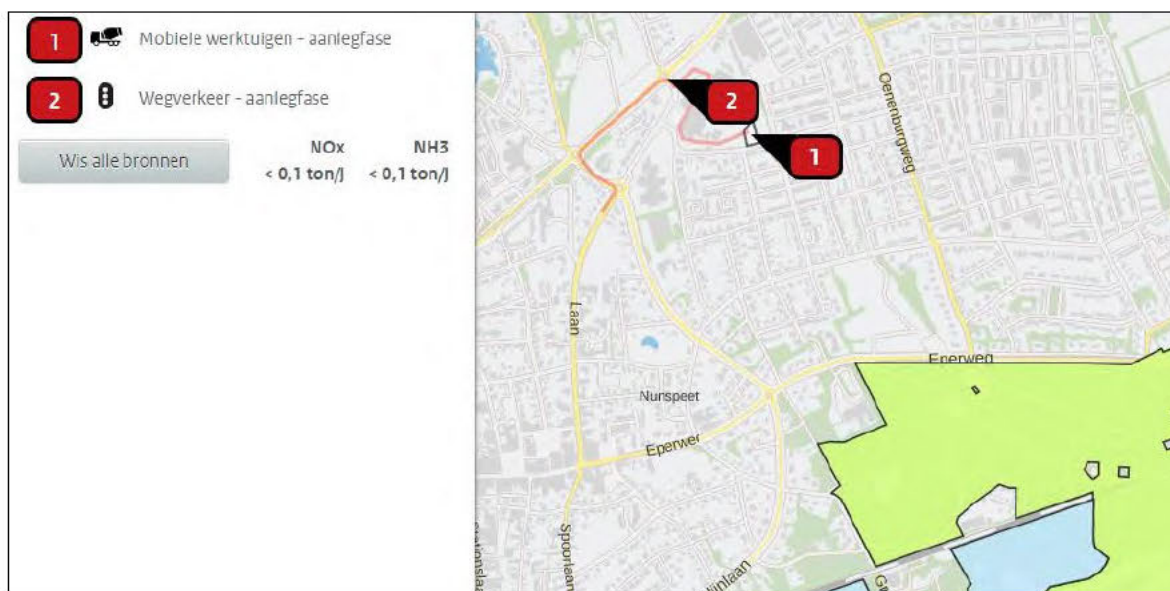 1 Mobiele werktuigen - aanlegfase
2 Wegverkeer - aanlegfase
Wis alle bronnen
NOx NH3
< 0,1 ton/j < 0,1 ton/j
2
1
Oenenburgweg
Laan
Eperweg
Nunspeet
Eperweg
Spoorlaan